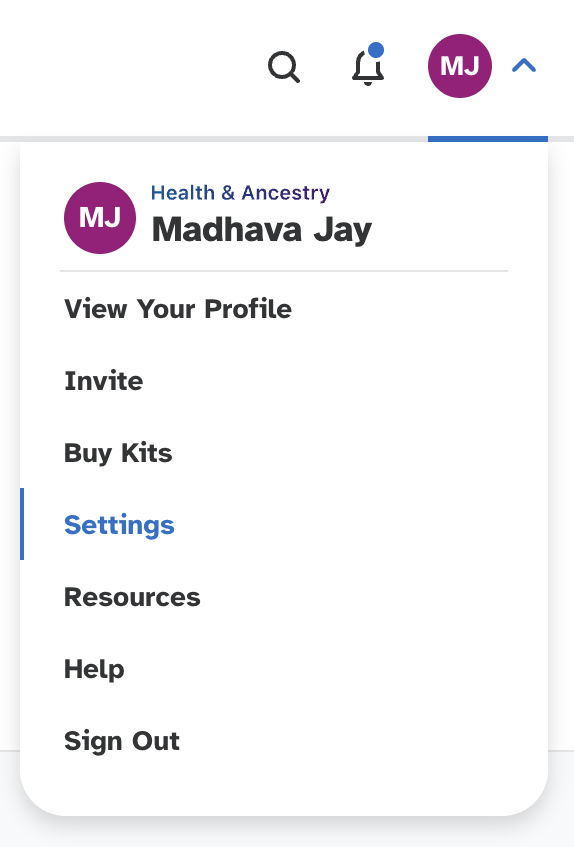 MJ
MJ
Health & Ancestry
Madhava Jay
View Your Profile
Invite
Buy Kits
Settings
Resources
Help
Sign Out